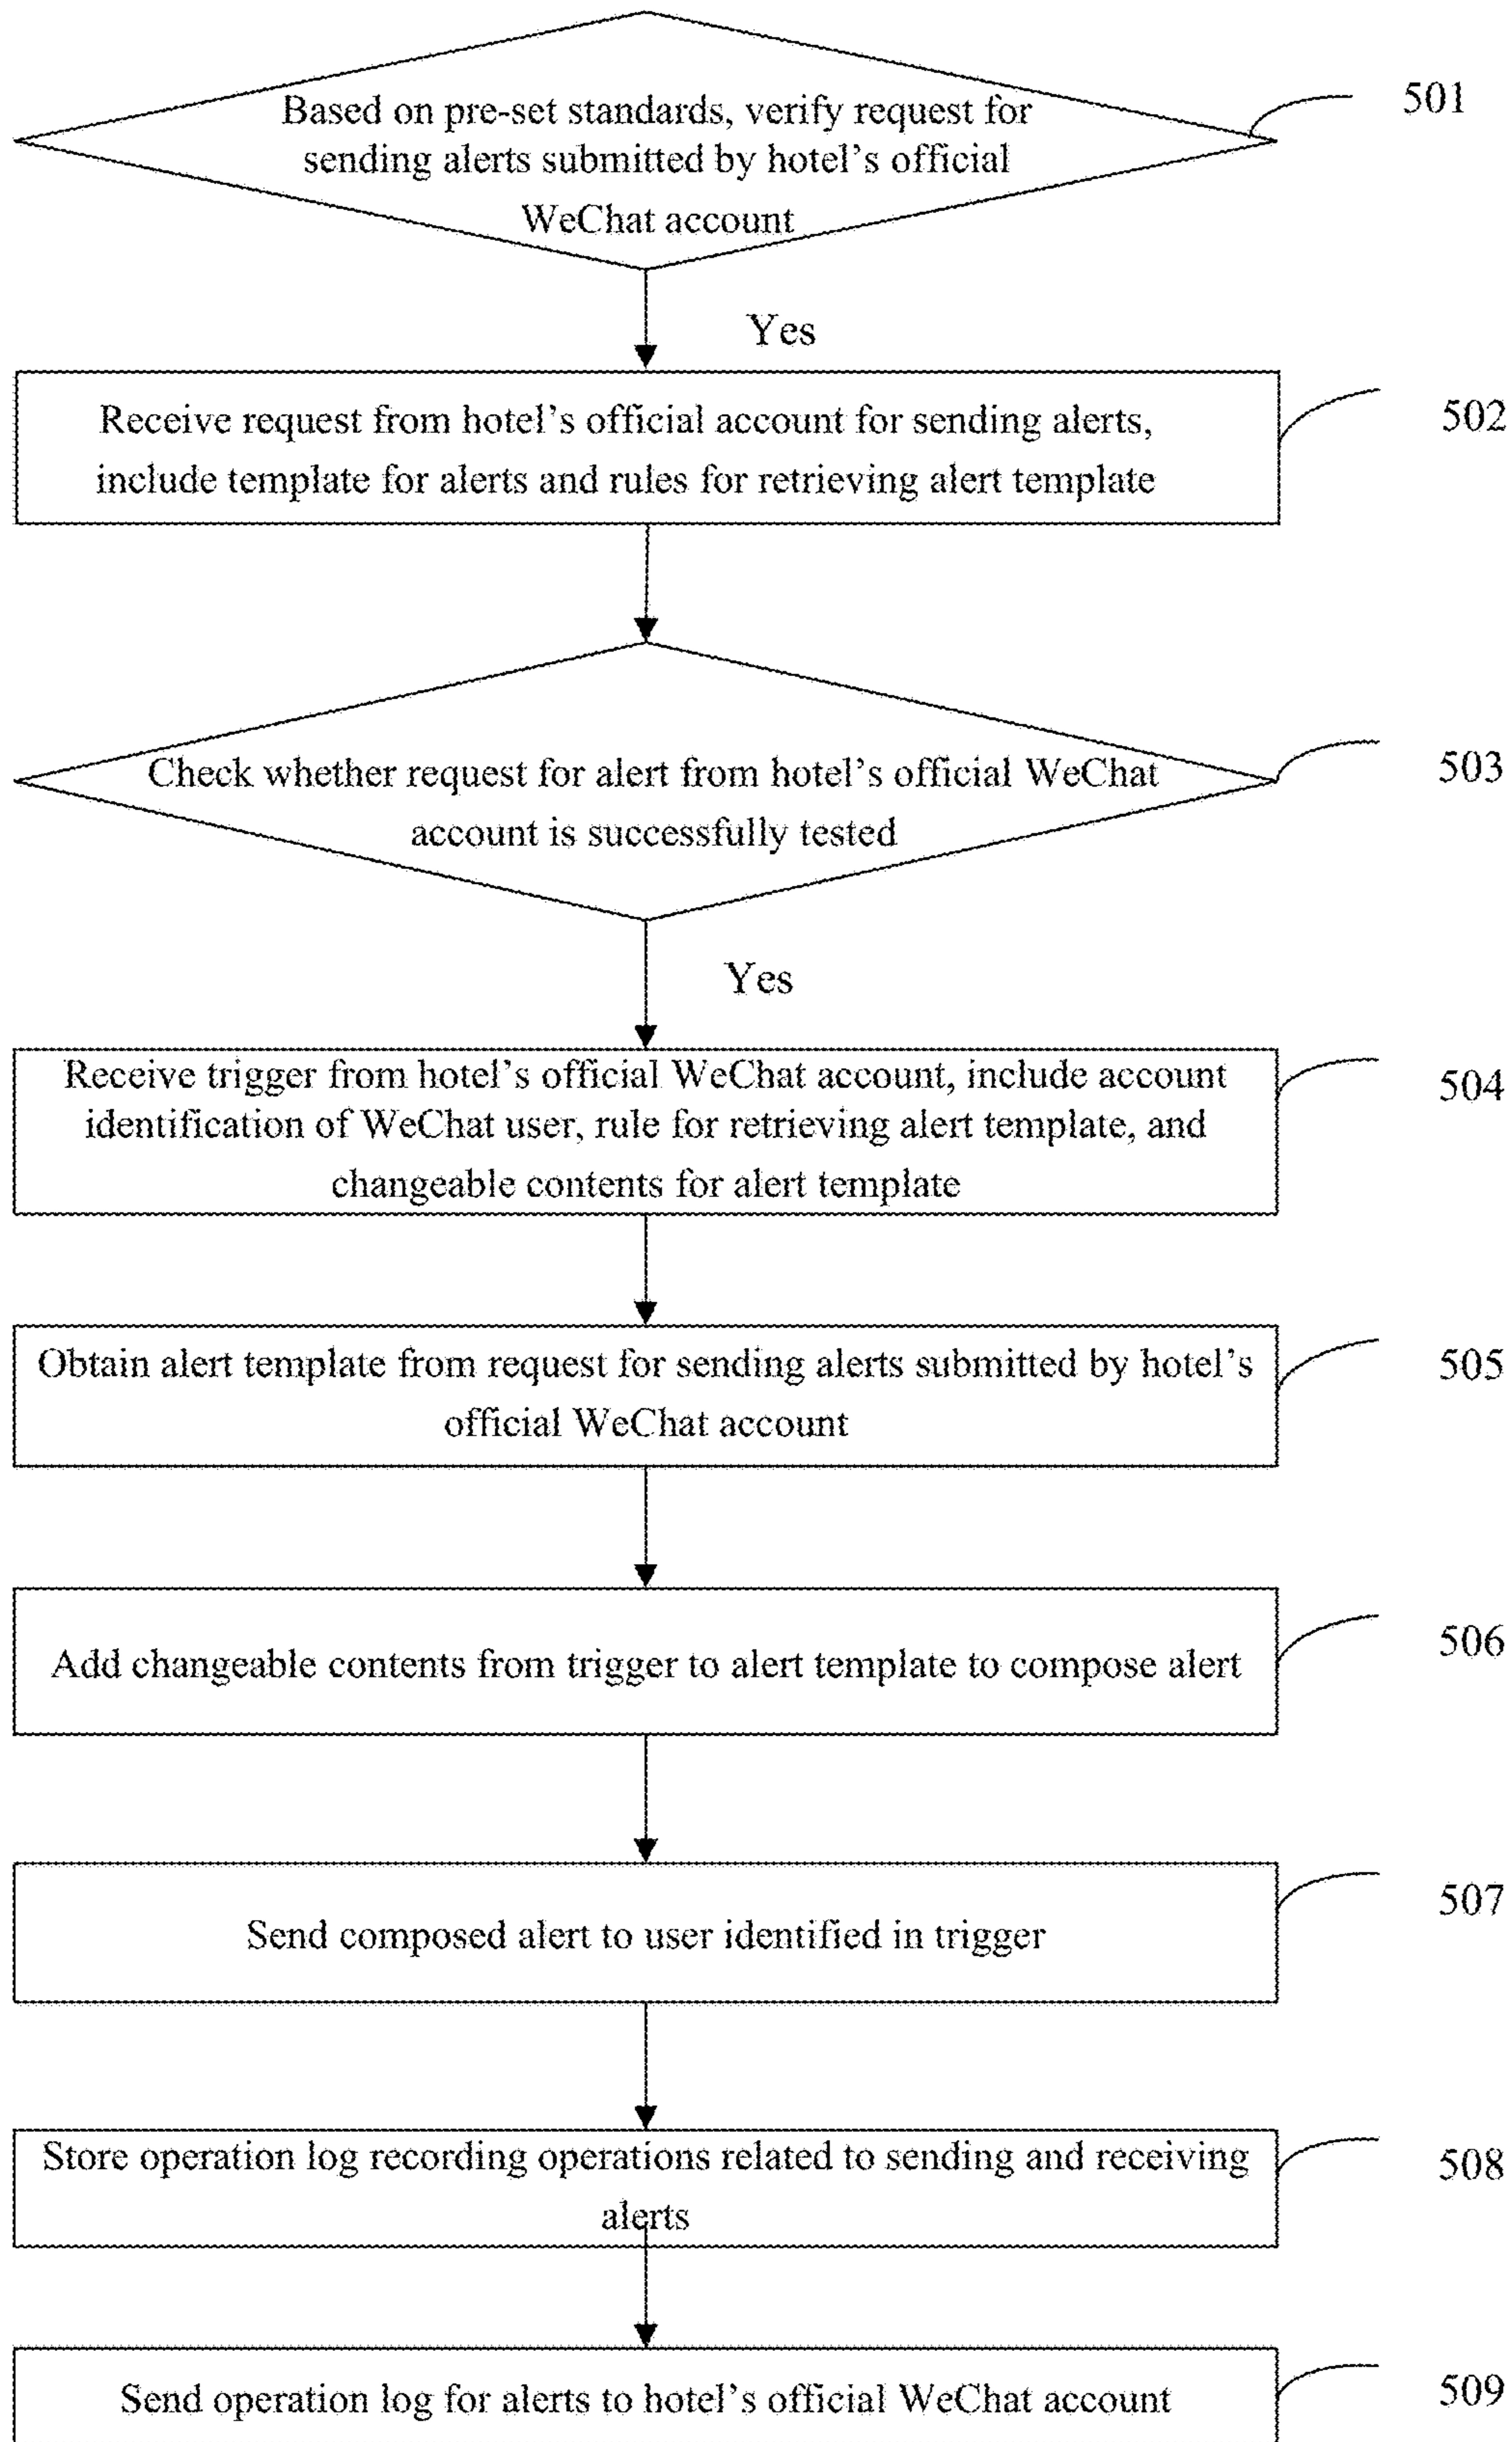 Based on pre-set standards, verify request for
sending alerts submitted by hotel's official
WeChat account
501
Yes
Receive request from hotel's official account for sending alerts,
include template for alerts and rules for retrieving alert template
502
Check whether request for alert from hotel's official WeChat
account is successfully tested
503
Yes
Receive trigger from hotel's official WeChat account, include account
identification of WeChat user, rule for retrieving alert template, and
changeable contents for alert template
504
Obtain alert template from request for sending alerts submitted by hotel's
official WeChat account
505
Add changeable contents from trigger to alert template to compose alert
506
Send composed alert to user identified in trigger
507
Store operation log recording operations related to sending and receiving
alerts
508
Send operation log for alerts to hotel's official WeChat account
509